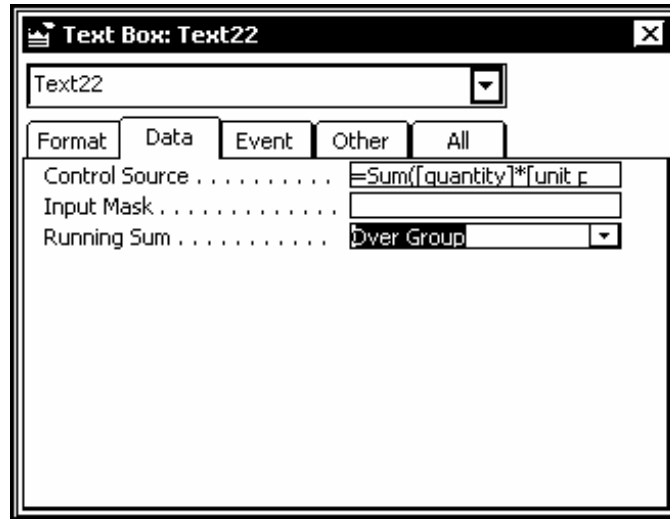 Text Box: Text22
Text22
Format Data Event Other All
Control Source . . . . . . . . . . =Sum([quantity]*[unit p
Input Mask . . . . . . . . . . . . .
Running Sum . . . . . . . . . . . Over Group